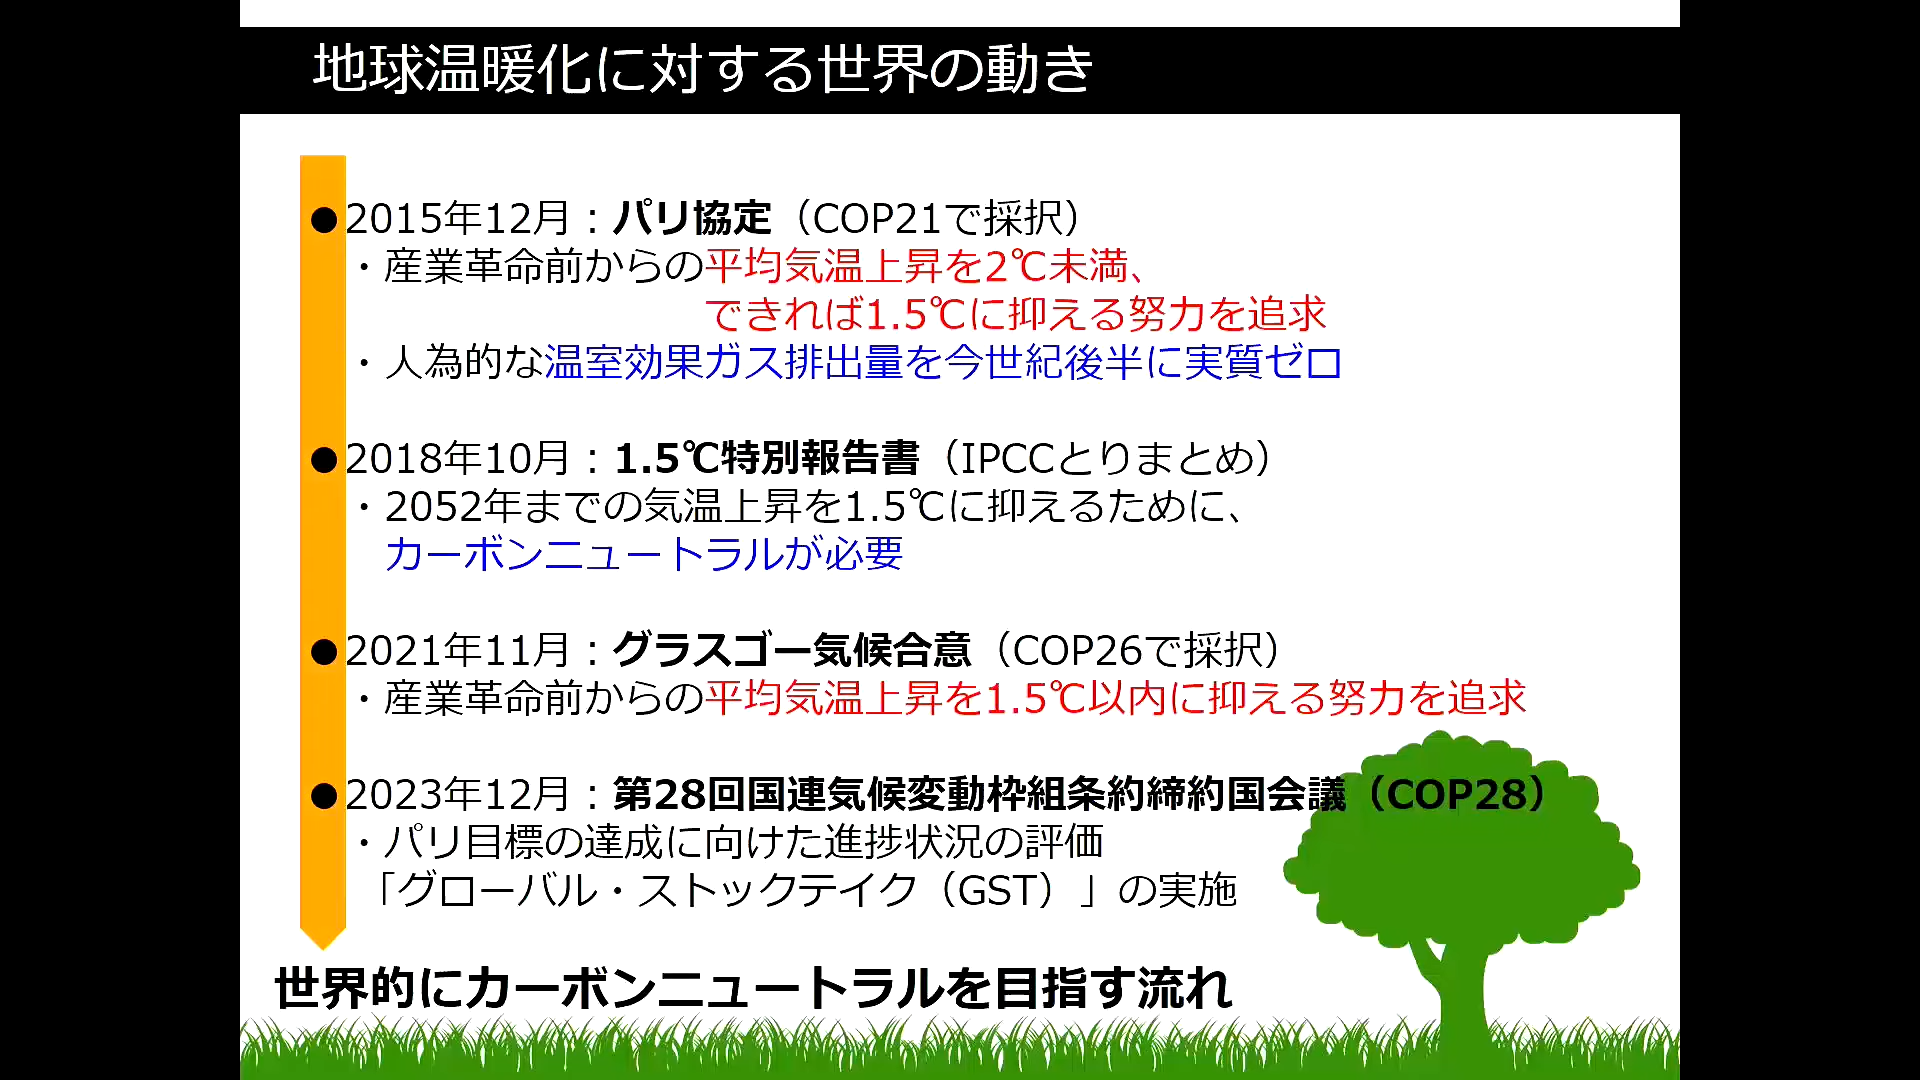 地球温暖化に対する世界の動き
●2015年12月：パリ協定（COP21で採択）
・産業革命前からの平均気温上昇を2℃未満、
できれば1.5℃に抑える努力を追求
・人為的な温室効果ガス排出量を今世紀後半に実質ゼロ
●2018年10月：1.5℃特別報告書（IPCCとりまとめ）
・2052年までの気温上昇を1.5℃に抑えるために、
カーボンニュートラルが必要
●2021年11月：グラスゴー気候合意（COP26で採択）
・産業革命前からの平均気温上昇を1.5℃以内に抑える努力を追求
●2023年12月：第28回国連気候変動枠組条約締約国会議（COP28）
・パリ目標の達成に向けた進捗状況の評価
「グローバル・ストックテイク（GST）」の実施
世界的にカーボンニュートラルを目指す流れ